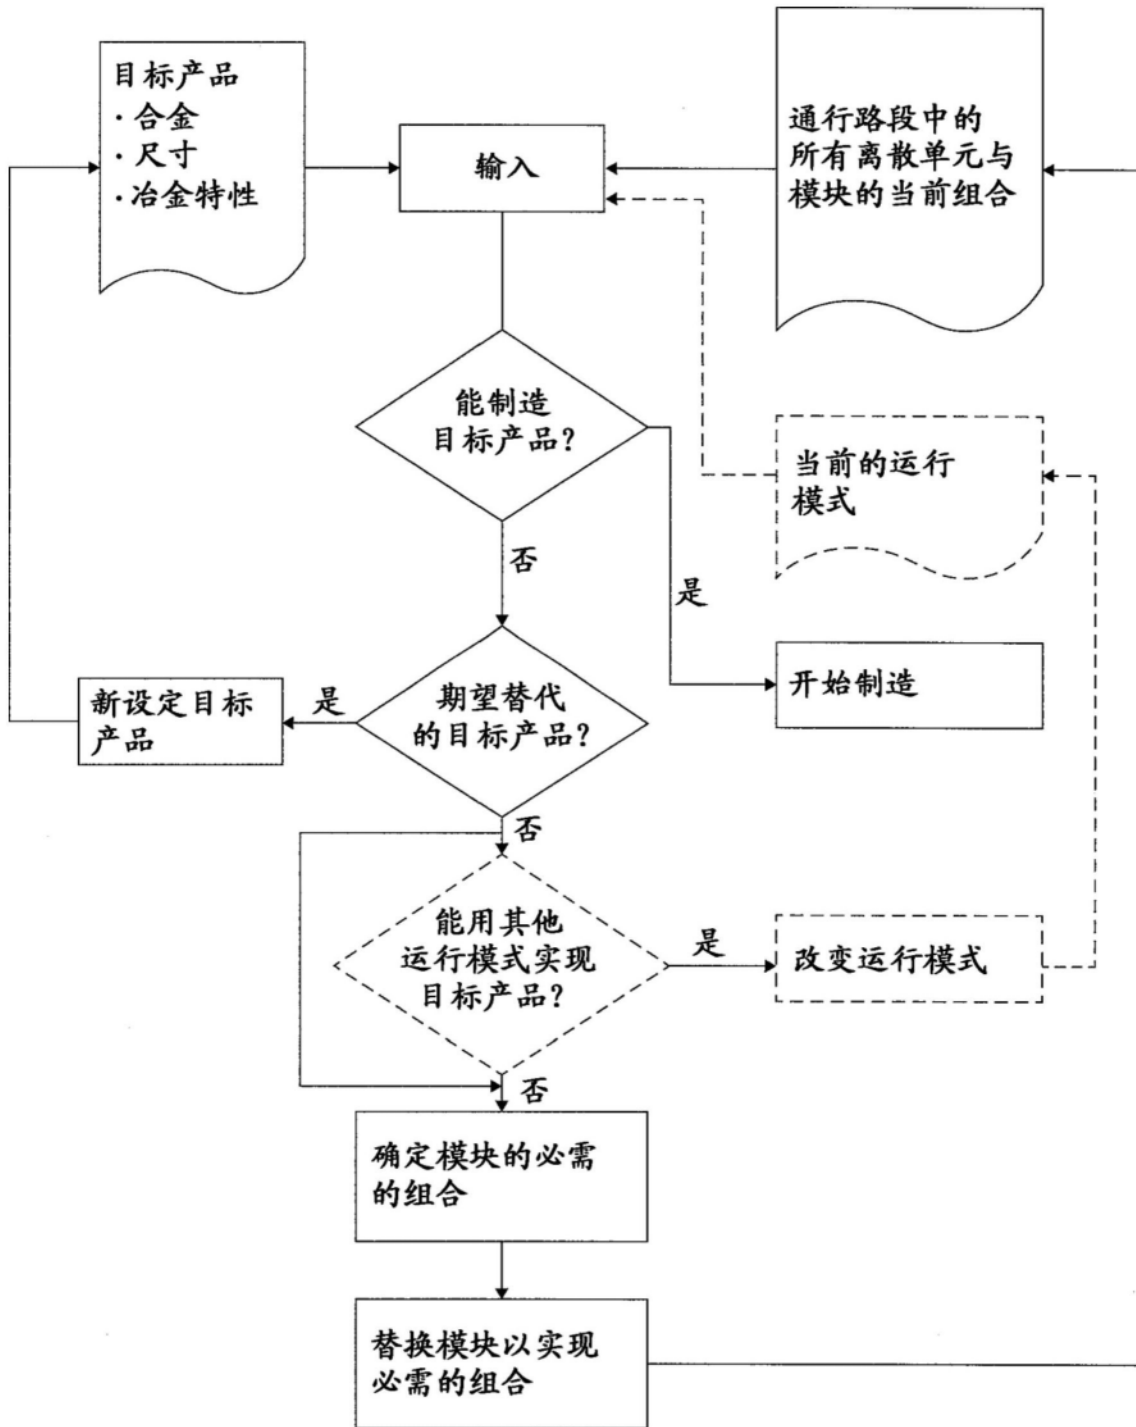 目标产品
·合金
·尺寸
·冶金特性
输入
通行路段中的
所有离散单元与
模块的当前组合
能制造
目标产品?
当前的运行
模式
否
是
开始制造
新设定目标
产品
是
期望替代
的目标产品?
否
能用其他
运行模式实现
目标产品?
是
改变运行模式
否
确定模块的必需
的组合
替换模块以实现
必需的组合